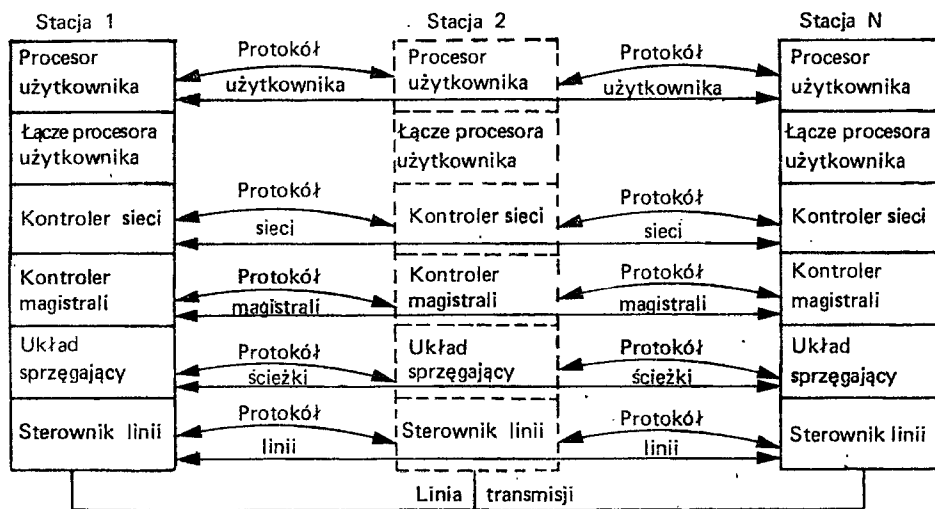 Stacja 1
Stacja 2
Stacja N
Procesor
użytkownika
Protokół
użytkownika
Procesor
użytkownika
Protokół
użytkownika
Procesor
użytkownika
Łącze procesora
użytkownika
Łącze procesora
użytkownika
Łącze procesora
użytkownika
Kontroler sieci
Protokół
sieci
Kontroler sieci
Protokół
sieci
Kontroler sieci
Kontroler
magistrali
Protokół
magistrali
Kontroler
magistrali
Protokół
magistrali
Kontroler
magistrali
Układ
sprzęgający
Protokół
ścieżki
Układ
sprzęgający
Protokół
ścieżki
Układ
sprzęgający
Sterownik linii
Protokół
linii
Sterownik linii
Protokół
linii
Sterownik linii
Linia transmisji